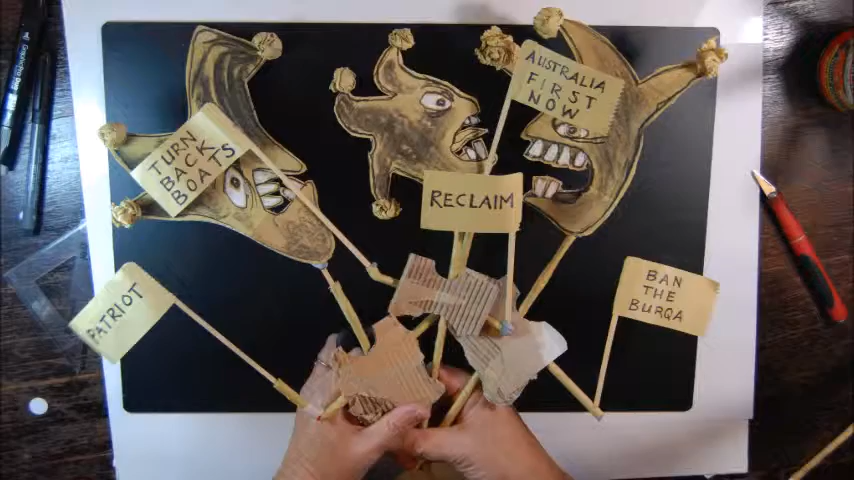 AUSTRALIA
FIRST
NOW
TURN
BACK
BOATS
RECLAIM
PATRIOT
BAN
THE
BURQA